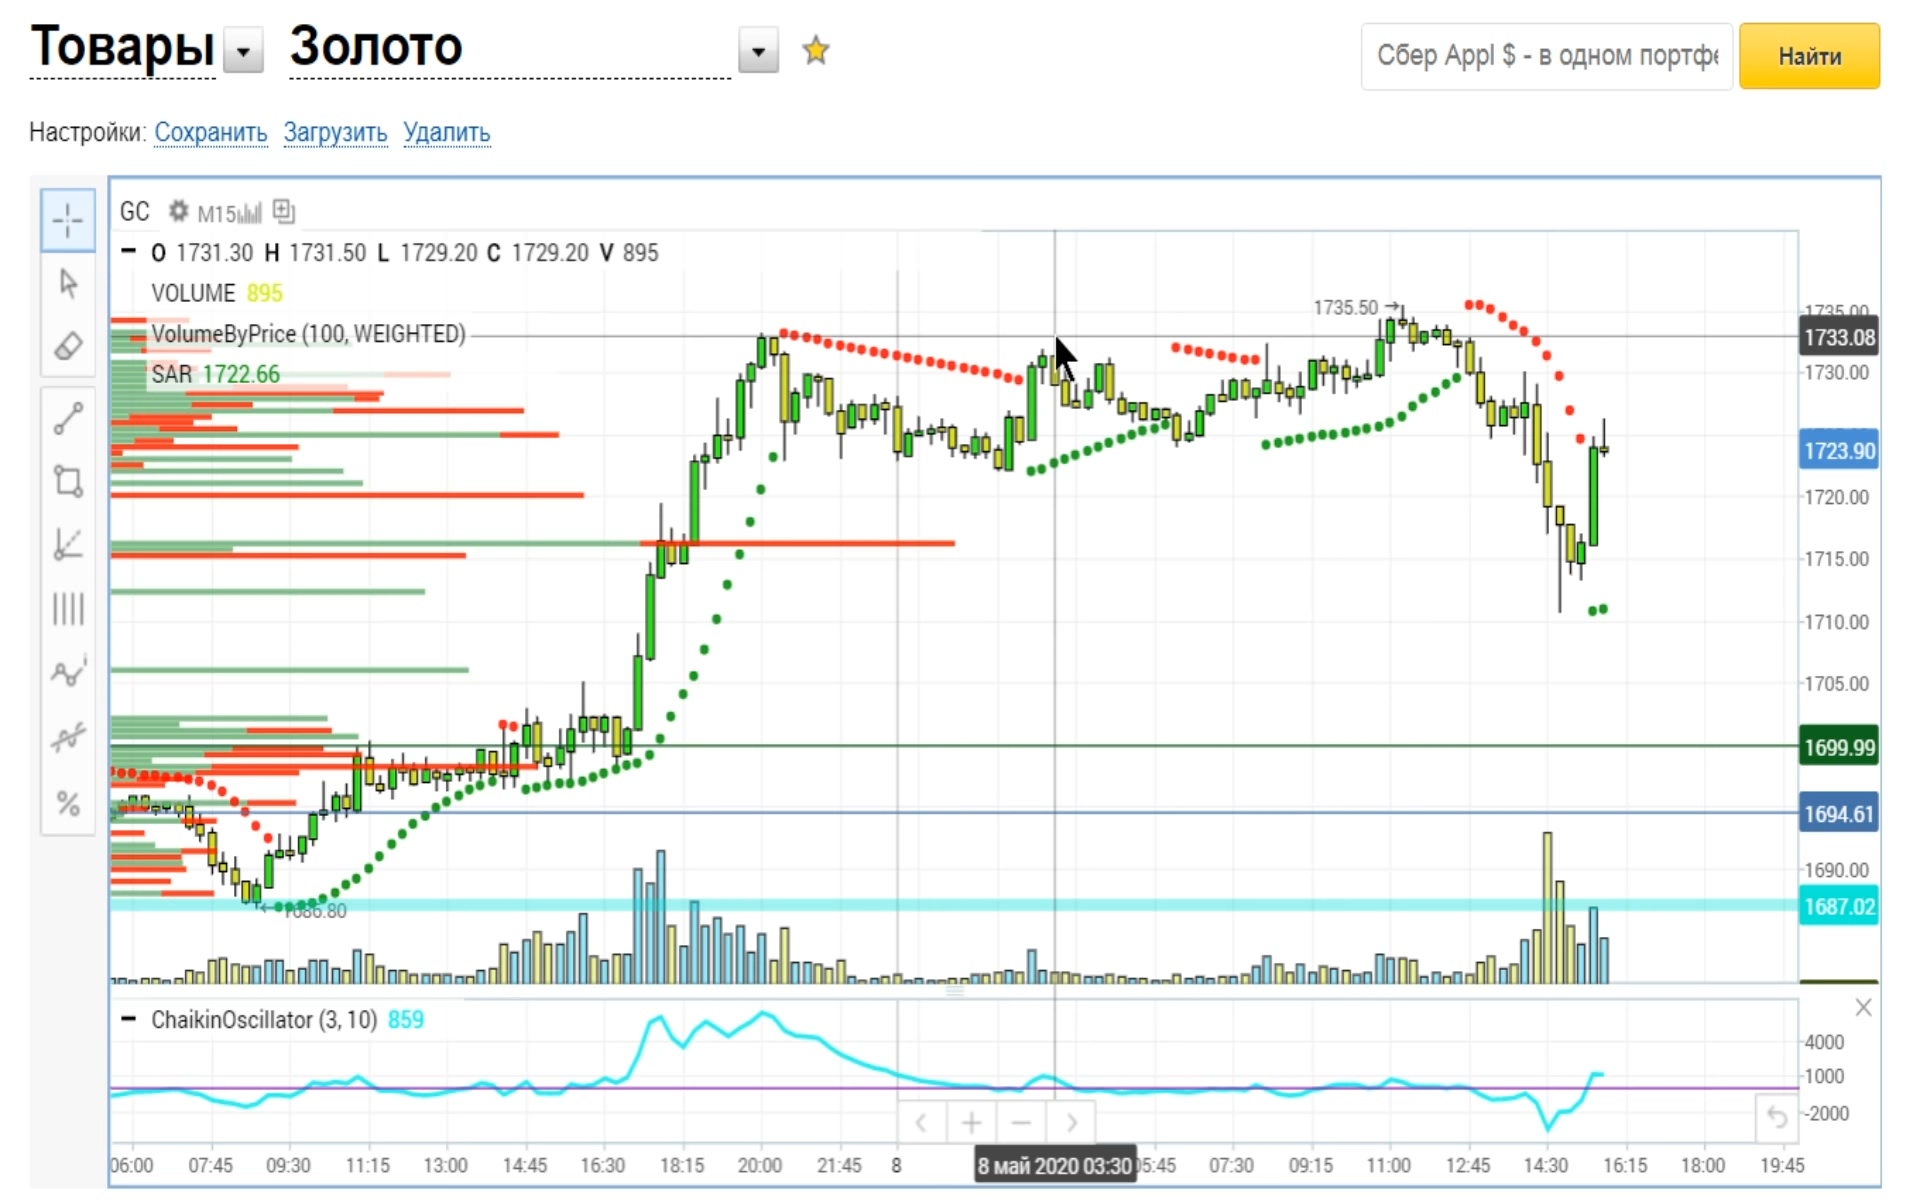 Товары Золото
Сбер Appl $ - в одном портфе
Найти
Настройки: Сохранить Загрузить Удалить
GC M15
O 1731.30 H 1731.50 L 1729.20 C 1729.20 V 895
VOLUME 895
VolumeByPrice (100, WEIGHTED)
SAR 1722.66
1735.50
1735.00
1733.08
1730.00
1723.90
1720.00
1715.00
1710.00
1705.00
1699.99
1694.61
1690.00
1687.02
1686.80
ChaikinOscillator (3, 10) 859
4000
1000
-2000
06:00 07:45 09:30 11:15 13:00 14:45 16:30 18:15 20:00 21:45 8 8 май 2020 03:30 05:45 07:30 09:15 11:00 12:45 14:30 16:15 18:00 19:45